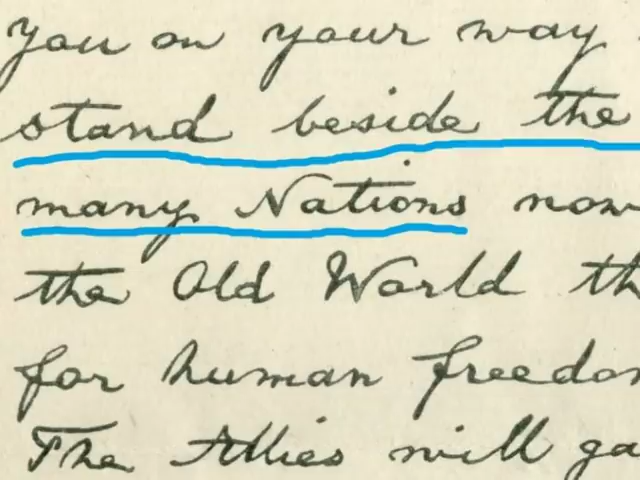 you on your way
stand beside the
many Nations now
the Old World th
for human freedom
The Allies will ga